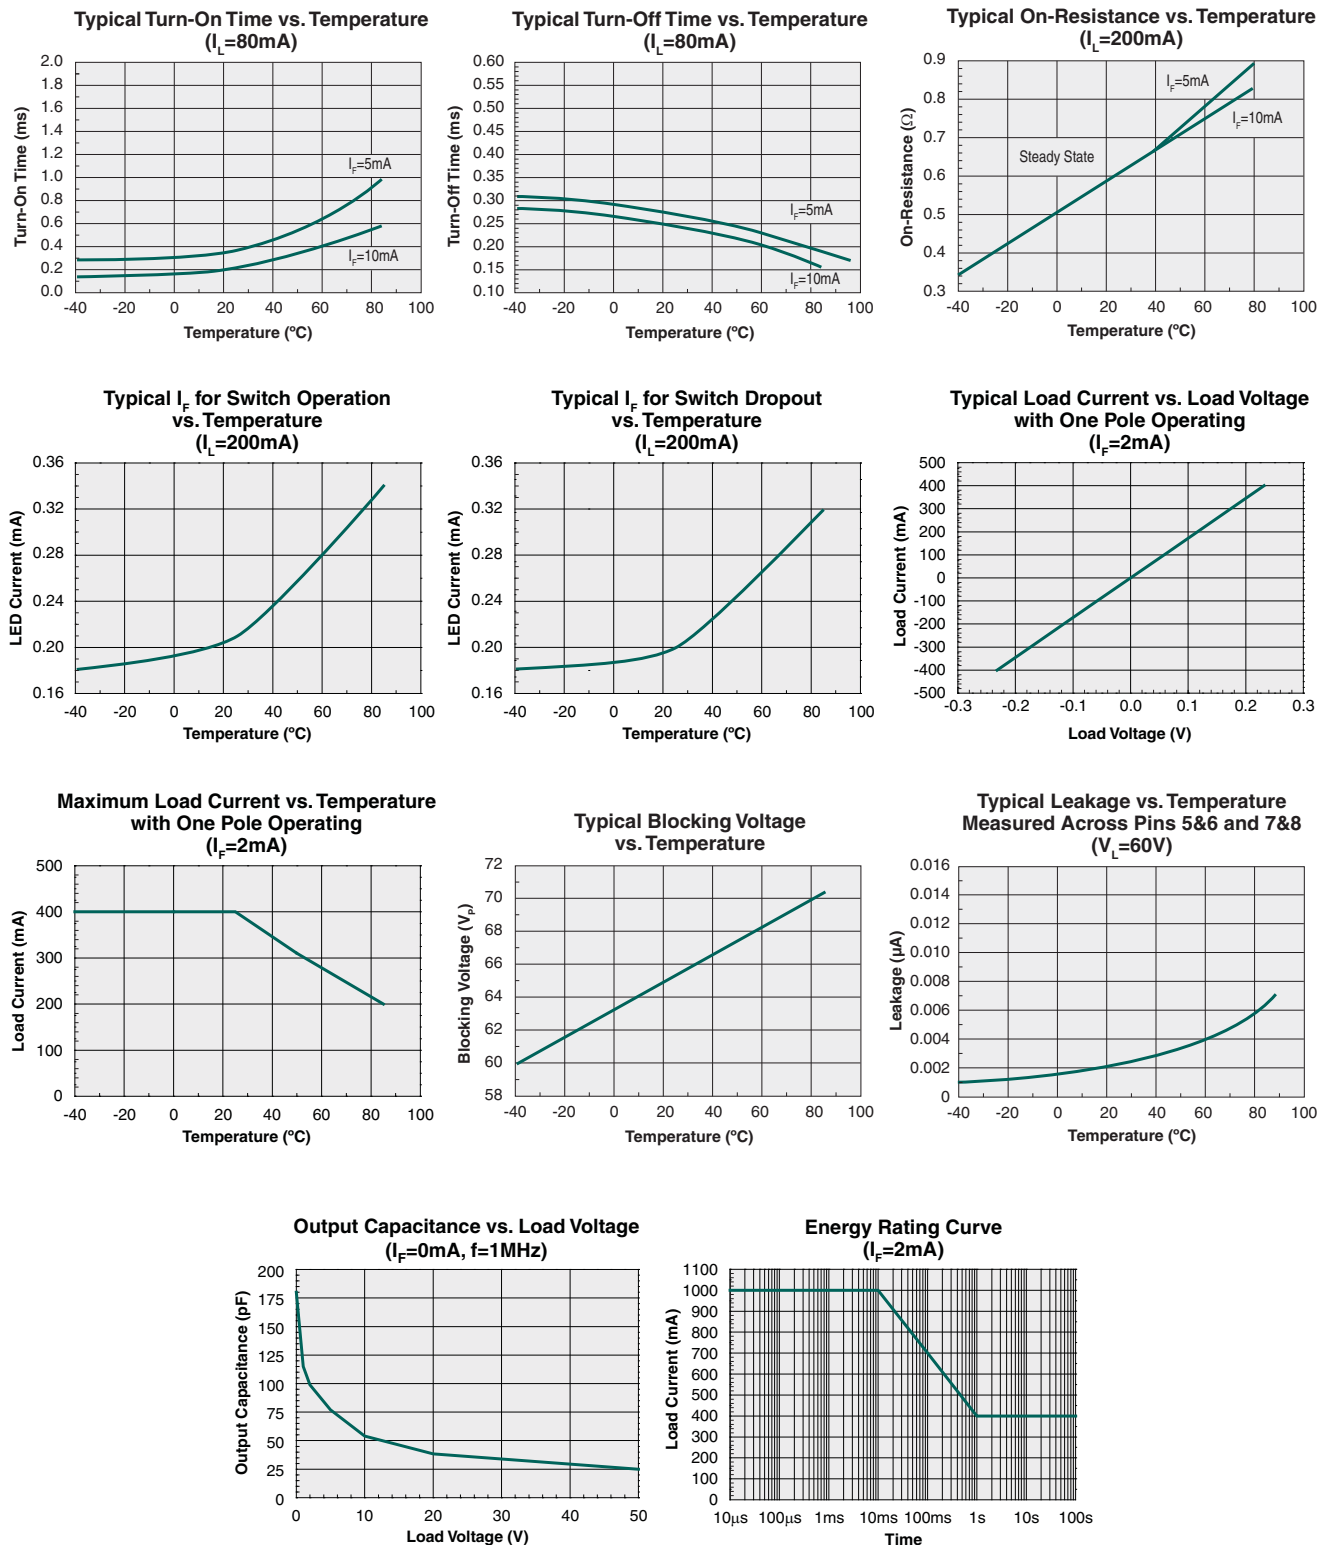 Typical Turn-On Time vs. Temperature
(IL=80mA)
2.0
1.8
1.6
1.4
1.2
1.0
0.8
0.6
0.4
0.2
0.0
Turn-On Time (ms)
IF=5mA
IF=10mA
-40 -20 0 20 40 60 80 100
Temperature (ºC)
Typical Turn-Off Time vs. Temperature
(IL=80mA)
0.60
0.55
0.50
0.45
0.40
0.35
0.30
0.25
0.20
0.15
0.10
Turn-Off Time (ms)
IF=5mA
IF=10mA
-40 -20 0 20 40 60 80 100
Temperature (ºC)
Typical On-Resistance vs. Temperature
(IL=200mA)
0.9
0.8
0.7
0.6
0.5
0.4
0.3
On-Resistance (Ω)
IF=5mA
IF=10mA
Steady State
-40 -20 0 20 40 60 80 100
Temperature (ºC)
Typical IF for Switch Operation
vs. Temperature
(IL=200mA)
0.36
0.32
0.28
0.24
0.20
0.16
LED Current (mA)
-40 -20 0 20 40 60 80 100
Temperature (ºC)
Typical IF for Switch Dropout
vs. Temperature
(IL=200mA)
0.36
0.32
0.28
0.24
0.20
0.16
LED Current (mA)
-40 -20 0 20 40 60 80 100
Temperature (ºC)
Typical Load Current vs. Load Voltage
with One Pole Operating
(IF=2mA)
500
400
300
200
100
0
-100
-200
-300
-400
-500
Load Current (mA)
-0.3 -0.2 -0.1 0.0 0.1 0.2 0.3
Load Voltage (V)
Maximum Load Current vs. Temperature
with One Pole Operating
(IF=2mA)
500
400
300
200
100
0
Load Current (mA)
-40 -20 0 20 40 60 80 100
Temperature (ºC)
Typical Blocking Voltage
vs. Temperature
72
70
68
66
64
62
60
58
Blocking Voltage (VP)
-40 -20 0 20 40 60 80 100
Temperature (ºC)
Typical Leakage vs. Temperature
Measured Across Pins 5&6 and 7&8
(VL=60V)
0.016
0.014
0.012
0.010
0.008
0.006
0.004
0.002
0
Leakage (µA)
-40 -20 0 20 40 60 80 100
Temperature (ºC)
Output Capacitance vs. Load Voltage
(IF=0mA, f=1MHz)
200
175
150
125
100
75
50
25
0
Output Capacitance (pF)
0 10 20 30 40 50
Load Voltage (V)
Energy Rating Curve
(IF=2mA)
1100
1000
900
800
700
600
500
400
300
200
100
0
Load Current (mA)
10µs 100µs 1ms 10ms 100ms 1s 10s 100s
Time